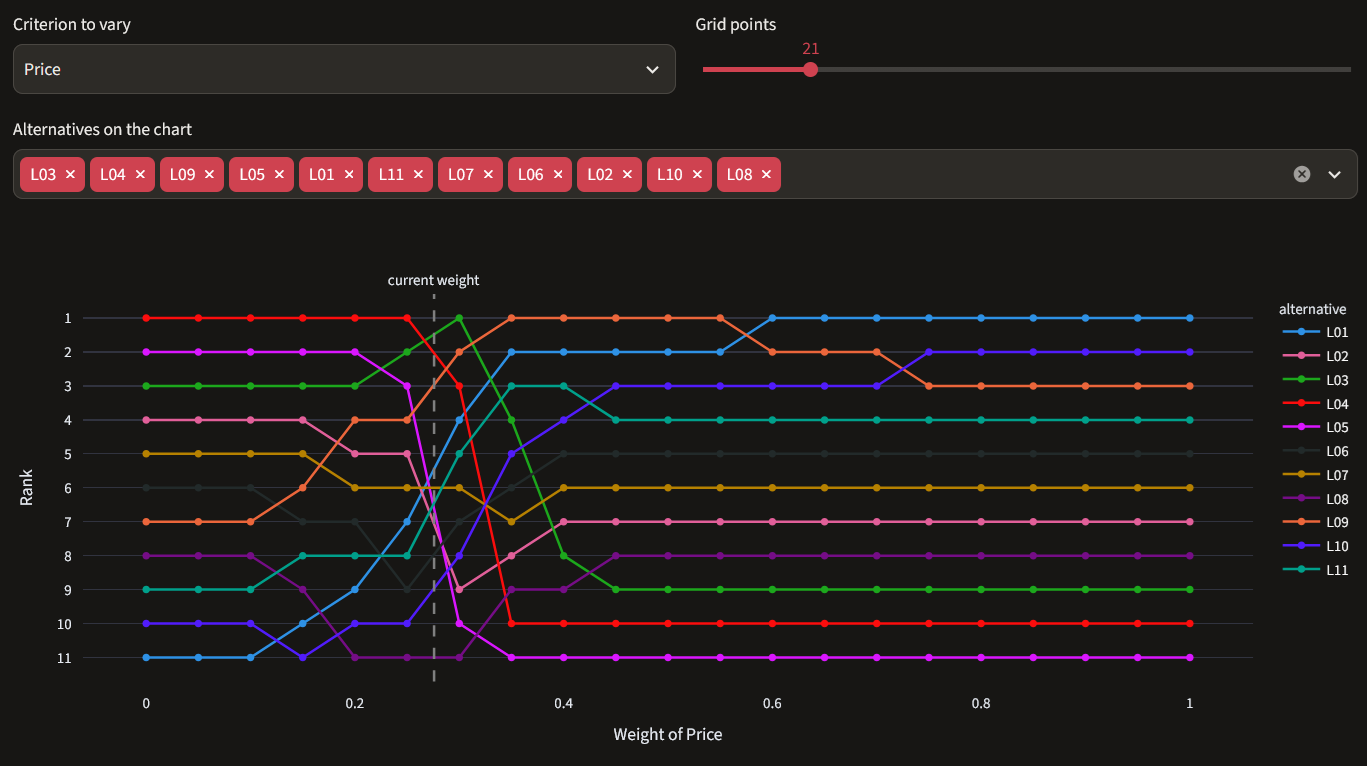 Criterion to vary
Grid points
21
Price
Alternatives on the chart
L03 L04 L09 L05 L01 L11 L07 L06 L02 L10 L08
current weight
alternative
L01
L02
L03
L04
L05
L06
L07
L08
L09
L10
L11
Rank
1
2
3
4
5
6
7
8
9
10
11
0 0.2 0.4 0.6 0.8 1
Weight of Price